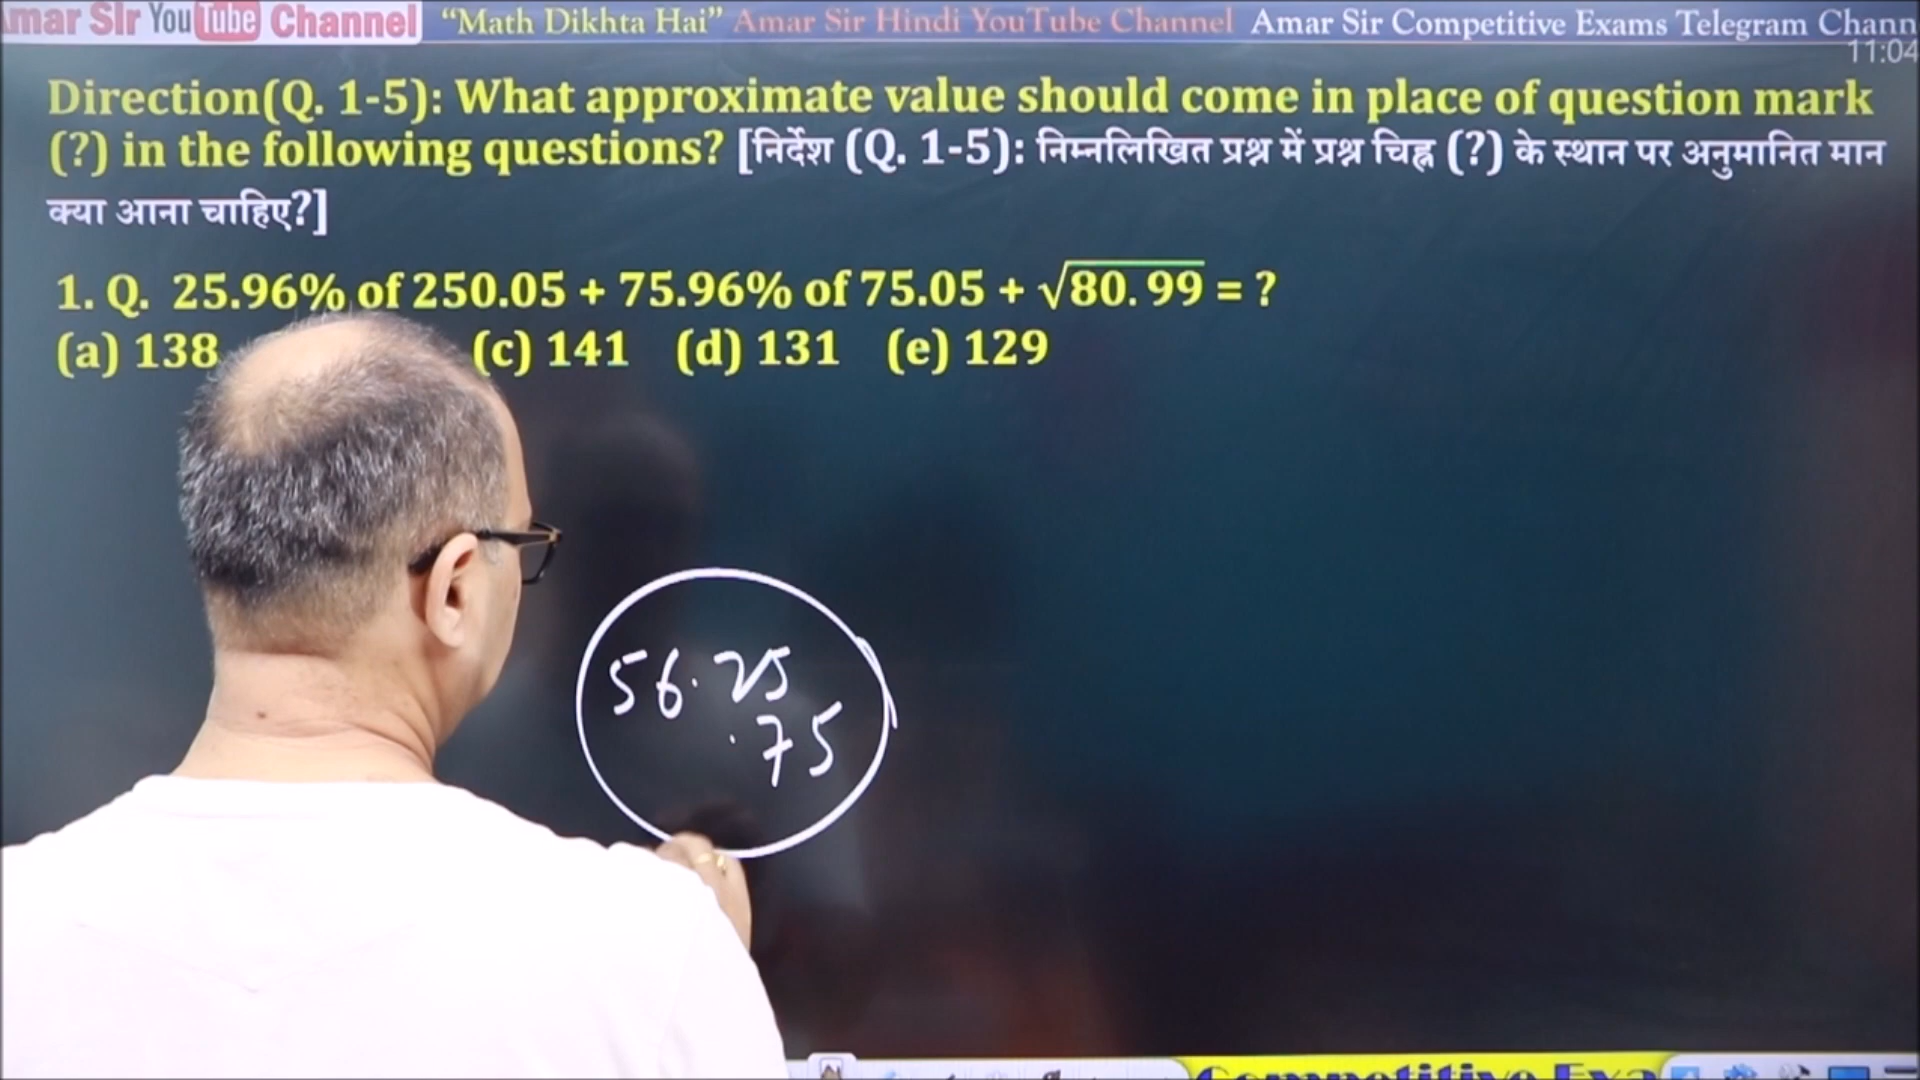 mar Sir YouTube Channel "Math Dikhta Hai" Amar Sir Hindi YouTube Channel Amar Sir Competitive Exams Telegram Chann
11:04
Direction(Q. 1-5): What approximate value should come in place of question mark
(?) in the following questions? [निर्देश (Q. 1-5): निम्नलिखित प्रश्न में प्रश्न चिह्न (?) के स्थान पर अनुमानित मान
क्या आना चाहिए?]
1. Q. 25.96% of 250.05 + 75.96% of 75.05 + √80.99 = ?
(a) 138 (c) 141 (d) 131 (e) 129
56.25
.75
Competitive Exa